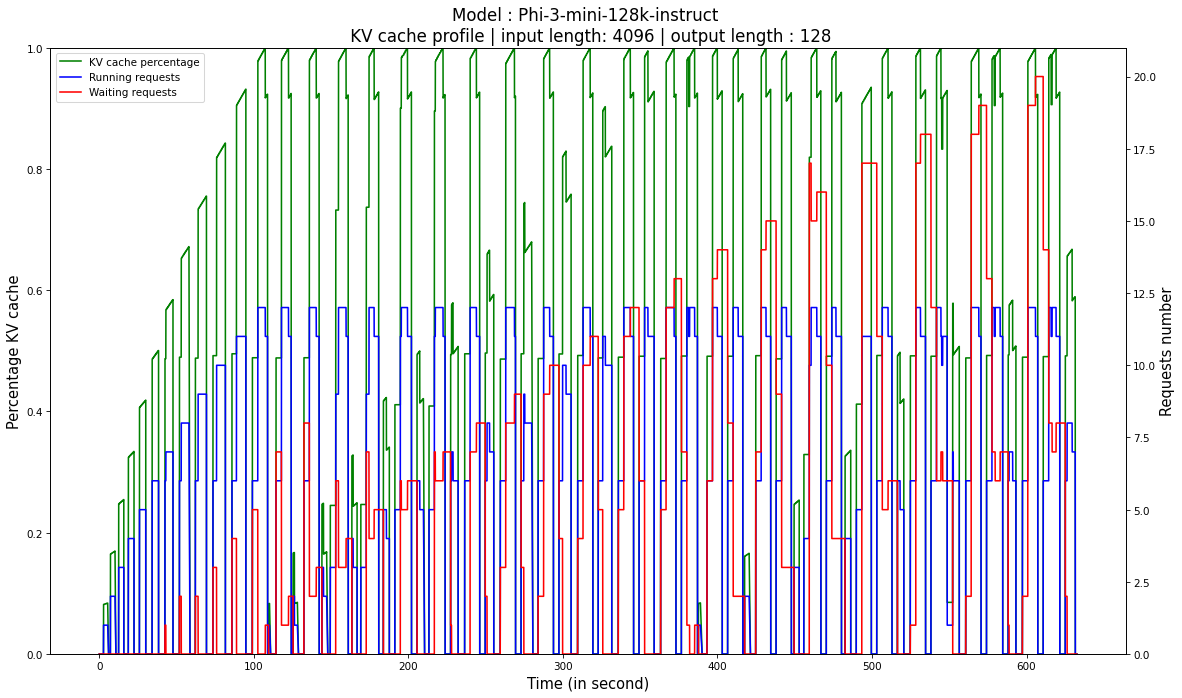 Model : Phi-3-mini-128k-instruct
KV cache profile | input length: 4096 | output length : 128
KV cache percentage
Running requests
Waiting requests
Percentage KV cache
1.0
0.8
0.6
0.4
0.2
0.0
20.0
17.5
15.0
12.5
10.0
7.5
5.0
2.5
0.0
Requests number
0
100
200
300
400
500
600
Time (in second)